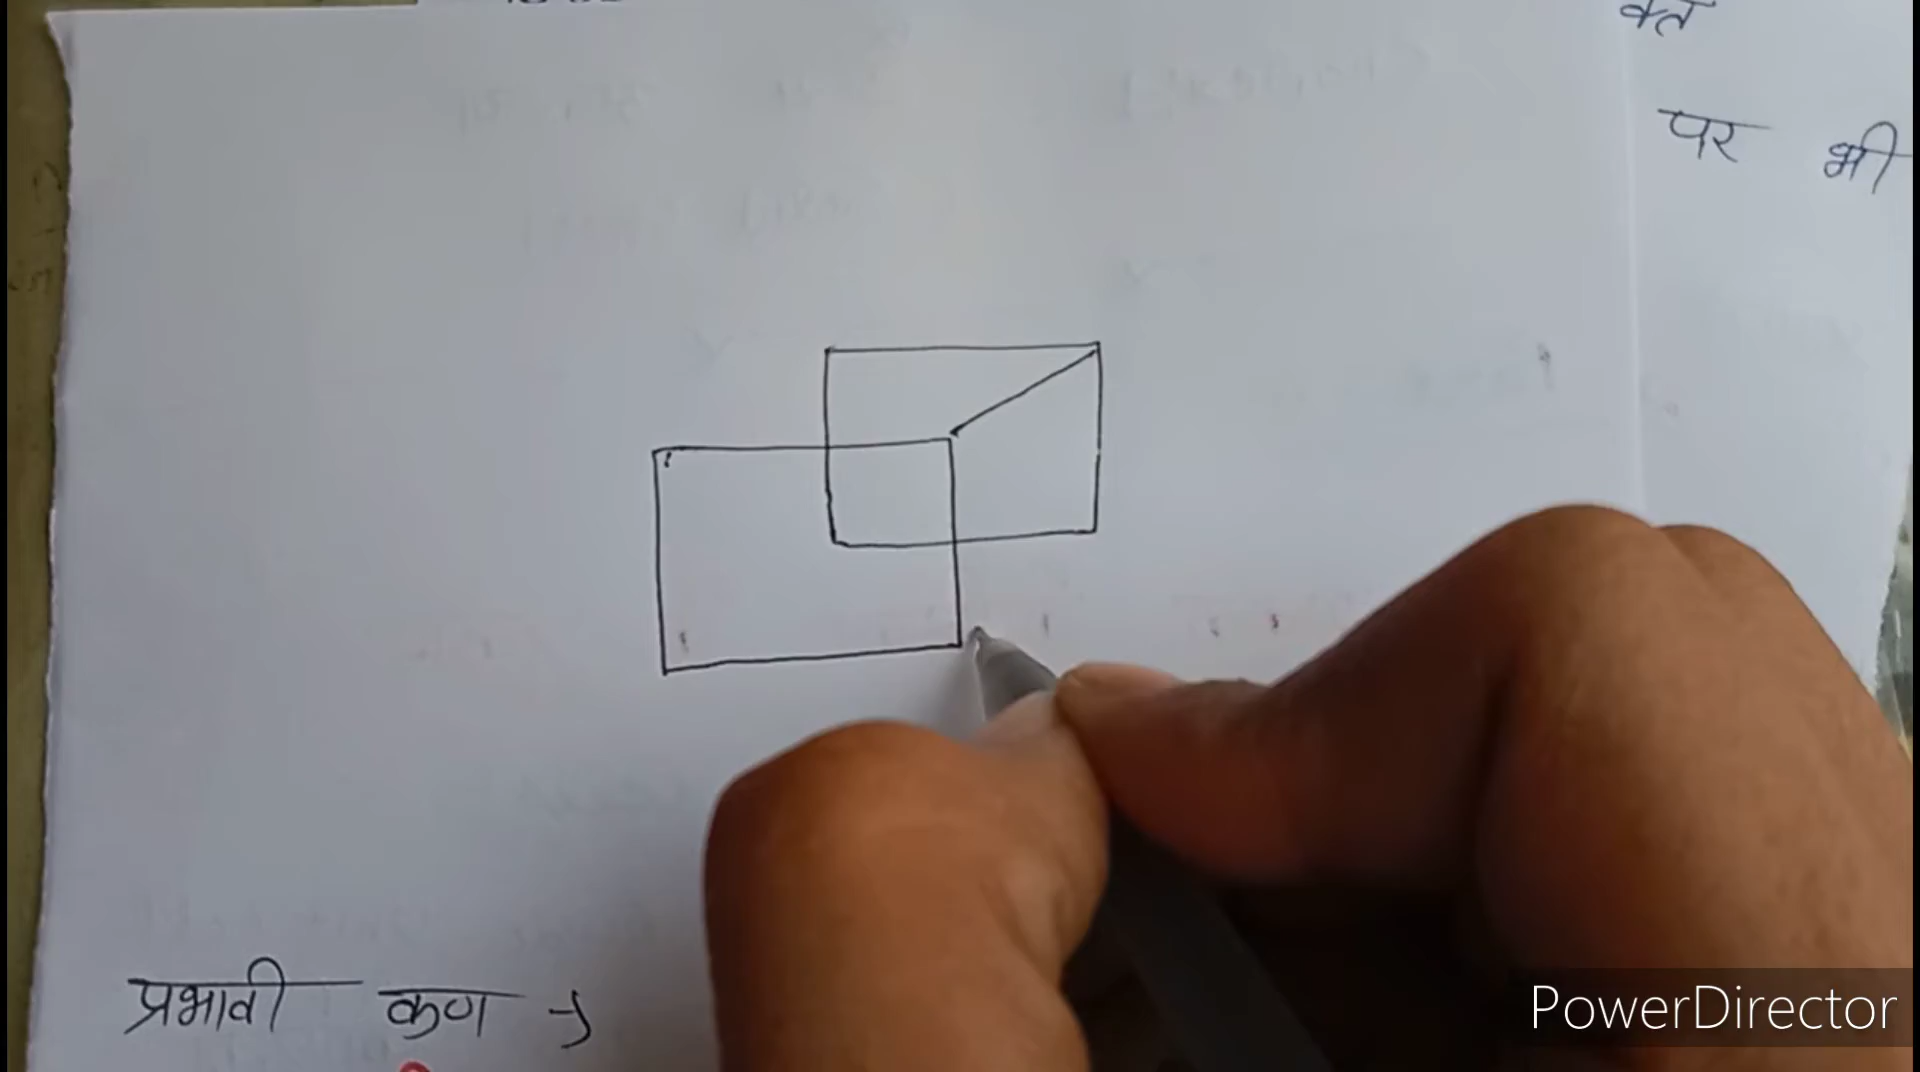 पर भी
प्रभावी कण →
PowerDirector